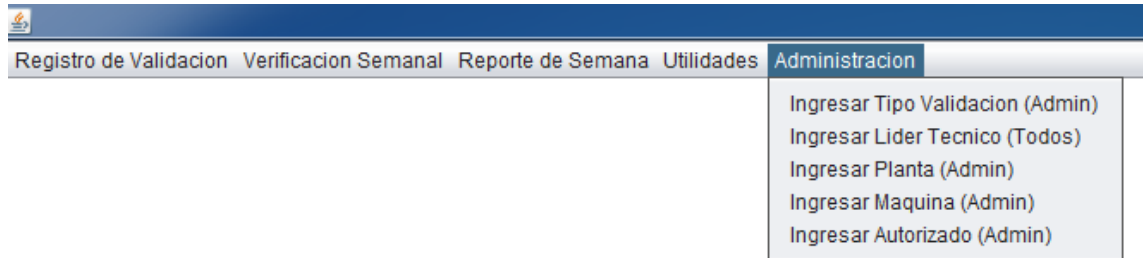 Registro de Validacion Verificacion Semanal Reporte de Semana Utilidades Administracion
Ingresar Tipo Validacion (Admin)
Ingresar Lider Tecnico (Todos)
Ingresar Planta (Admin)
Ingresar Maquina (Admin)
Ingresar Autorizado (Admin)